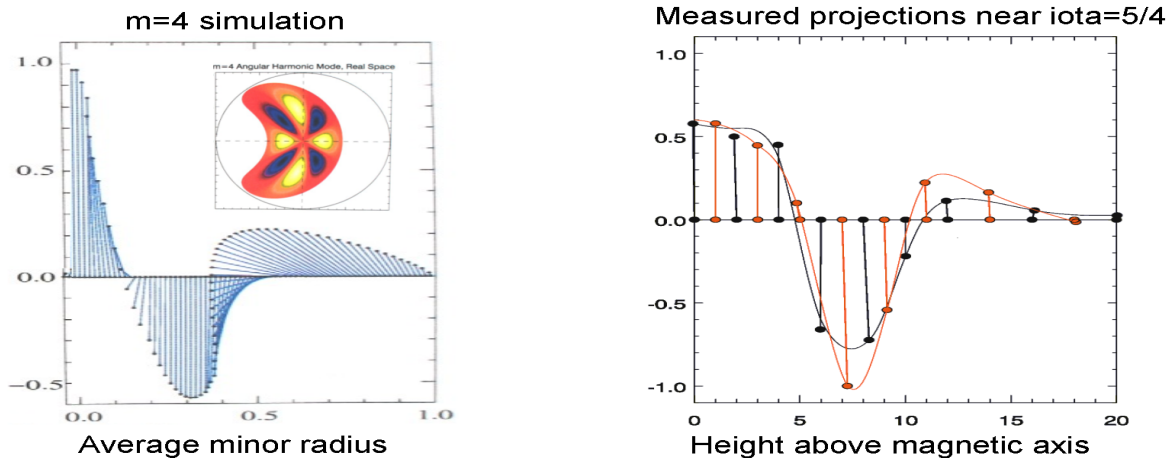 m=4 simulation
1.0
0.5
0.0
−0.5
m=4 Angular Harmonic Mode, Real Space
0.0 0.5 1.0
Average minor radius
Measured projections near iota=5/4
1.0
0.5
0.0
-0.5
-1.0
0 5 10 15 20
Height above magnetic axis